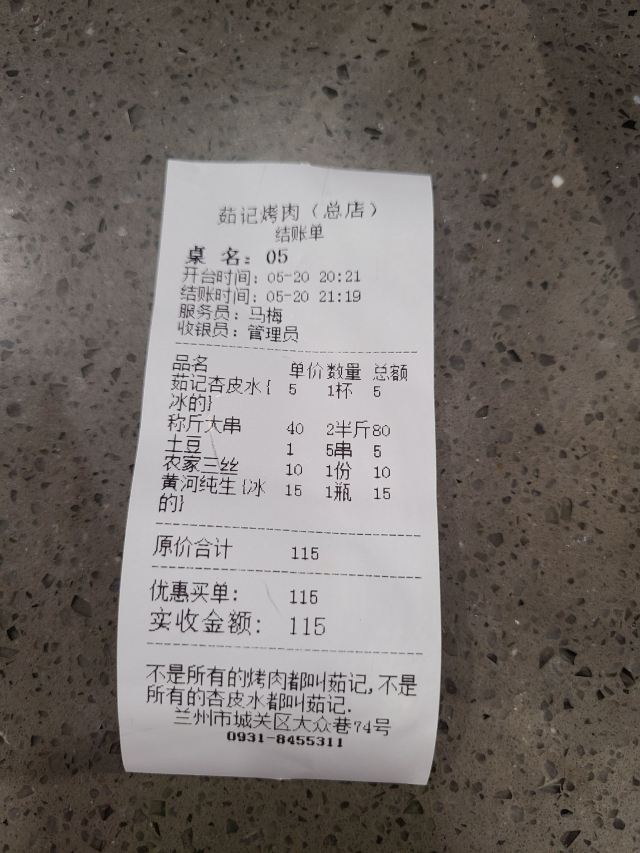 茹记烤肉（总店）
结账单
桌 名：05
开台时间：05-20 20:21
结账时间：05-20 21:19
服务员：马梅
收银员：管理员
品名 单价 数量 总额
茹记杏皮水{ 5 1杯 5
冰的}
称斤大串 40 2半斤 80
土豆 1 5串 5
农家三丝 10 1份 10
黄河纯生{冰 15 1瓶 15
的}
原价合计 115
优惠买单： 115
实收金额： 115
不是所有的烤肉都叫茹记,不是
所有的杏皮水都叫茹记.
兰州市城关区大众巷74号
0931-8455311